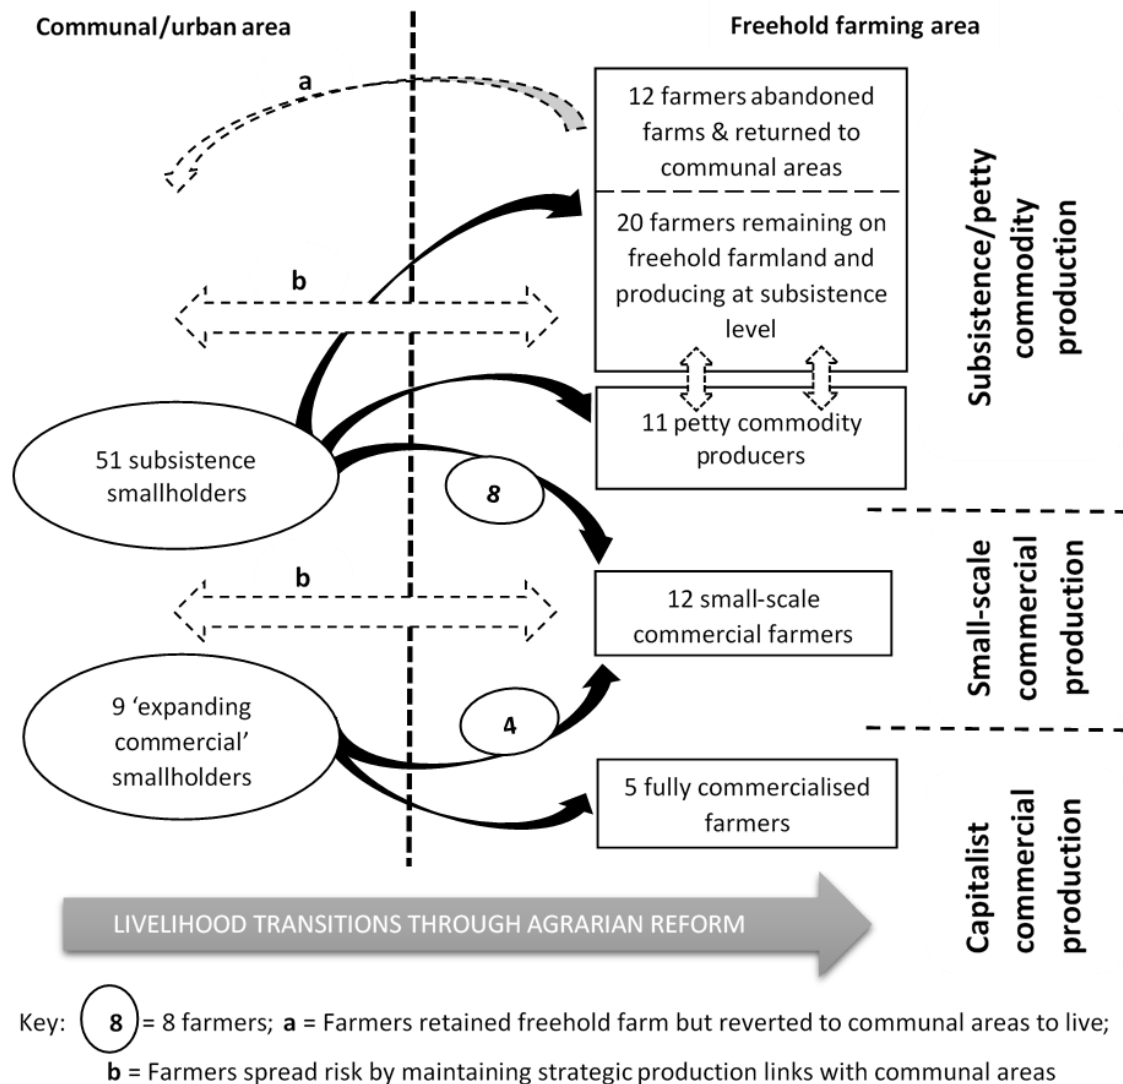 Communal/urban area
Freehold farming area
a
12 farmers abandoned
farms & returned to
communal areas
20 farmers remaining on
freehold farmland and
producing at subsistence
level
b
11 petty commodity
producers
51 subsistence
smallholders
8
b
12 small-scale
commercial farmers
9 ‘expanding
commercial’
smallholders
4
5 fully commercialised
farmers
Subsistence/petty
commodity
production
Small-scale
commercial
production
Capitalist
commercial
production
LIVELIHOOD TRANSITIONS THROUGH AGRARIAN REFORM
Key: 8 = 8 farmers; a = Farmers retained freehold farm but reverted to communal areas to live;
b = Farmers spread risk by maintaining strategic production links with communal areas